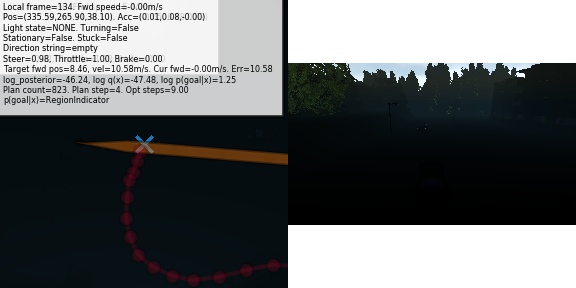 Local frame=134. Fwd speed=-0.00m/s
Pos=(335.59,265.90,38.10). Acc=(0.01,0.08,-0.00)
Light state=NONE. Turning=False
Stationary=False. Stuck=False
Direction string=empty
Steer=0.98, Throttle=1.00, Brake=0.00
Target fwd pos=8.46, vel=10.58m/s. Cur fwd=-0.00m/s. Err=10.58
log_posterior=-46.24, log q(x)=-47.48, log p(goal|x)=1.25
Plan count=823. Plan step=4. Opt steps=9.00
p(goal|x)=RegionIndicator